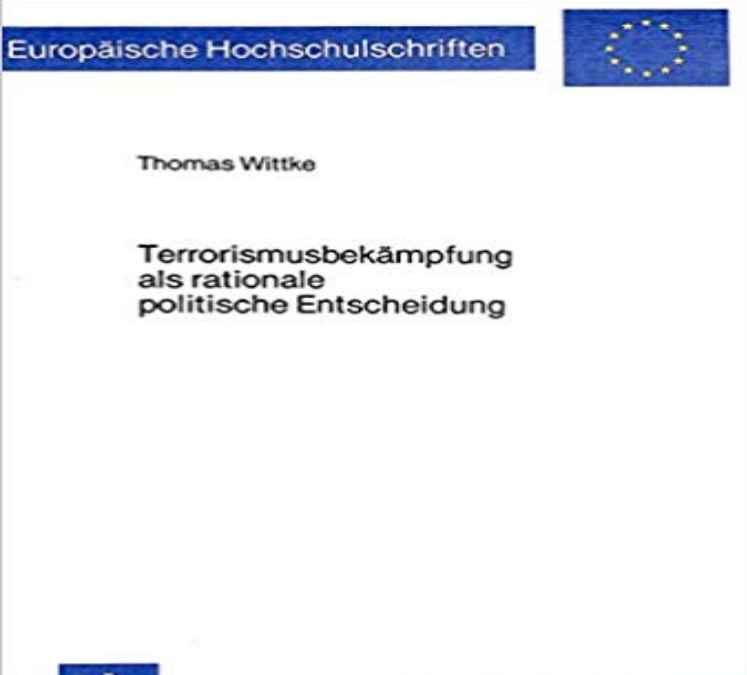 Europäische Hochschulschriften
Thomas Wittke
Terrorismusbekämpfung
als rationale
politische Entscheidung